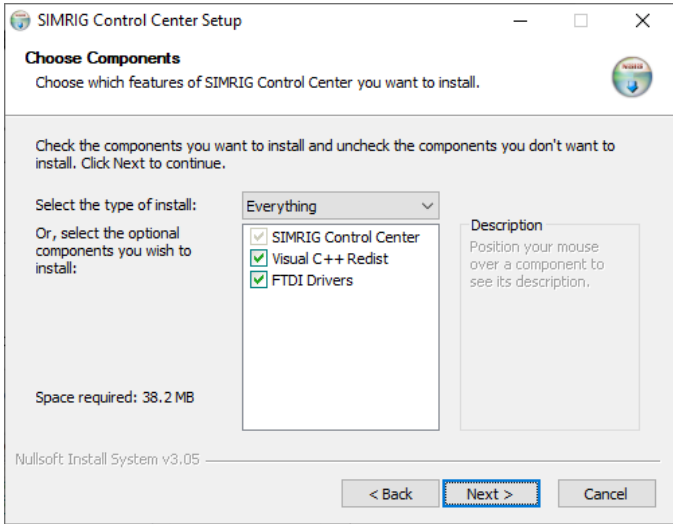 SIMRIG Control Center Setup
Choose Components
Choose which features of SIMRIG Control Center you want to install.
Check the components you want to install and uncheck the components you don't want to
install. Click Next to continue.
Select the type of install:
Everything
Or, select the optional
components you wish to
install:
SIMRIG Control Center
Visual C++ Redist
FTDI Drivers
Description
Position your mouse
over a component to
see its description.
Space required: 38.2 MB
Nullsoft Install System v3.05
< Back
Next >
Cancel